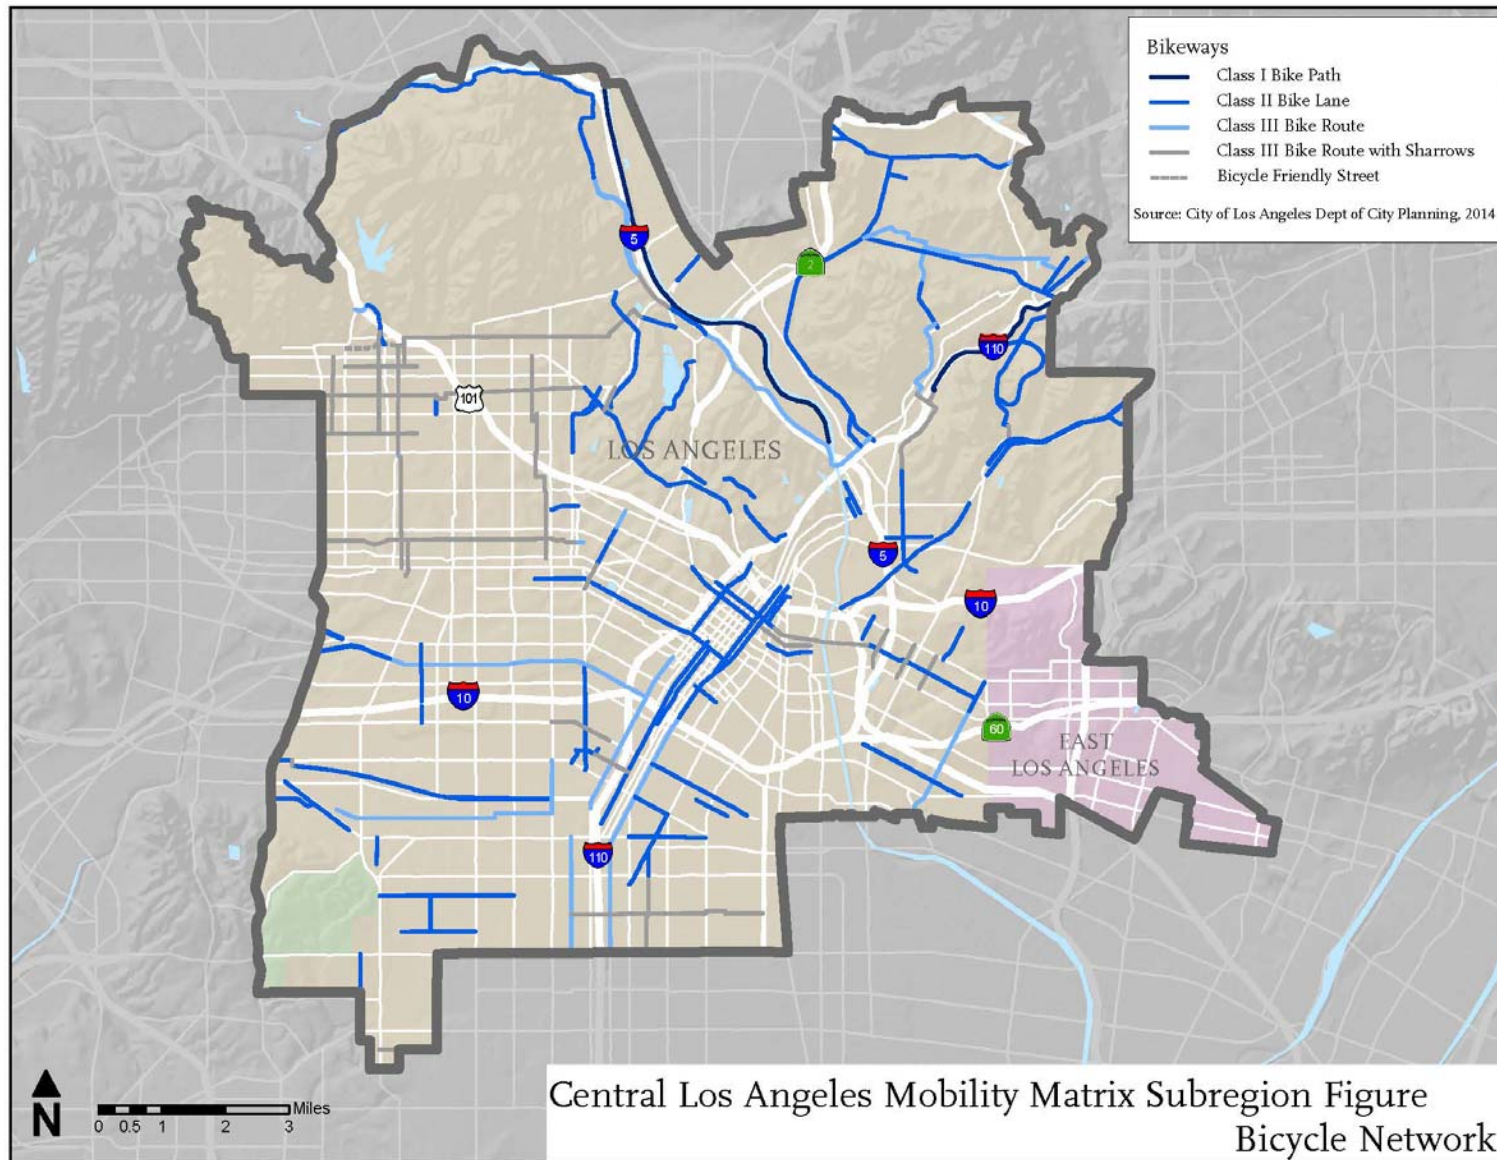 Bikeways
Class I Bike Path
Class II Bike Lane
Class III Bike Route
Class III Bike Route with Sharrows
Bicycle Friendly Street
Source: City of Los Angeles Dept of City Planning, 2014
5
2
110
101
LOS ANGELES
5
10
10
60
EAST
LOS ANGELES
110
N
Miles
0 0.5 1 2 3
Central Los Angeles Mobility Matrix Subregion Figure
Bicycle Network